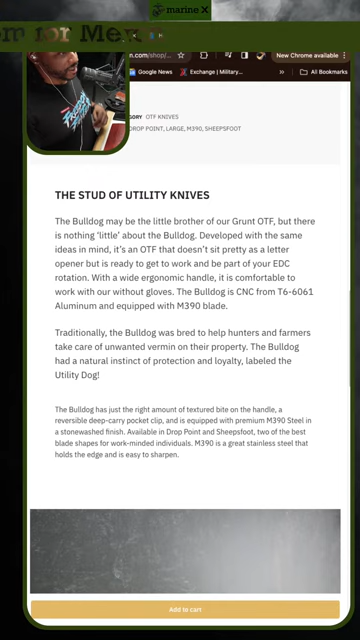 marine X
m for Me
n.com/shop/
New Chrome available
Google News
Exchange | Military...
All Bookmarks
GORY OTF KNIVES
DROP POINT, LARGE, M390, SHEEPSFOOT
THE STUD OF UTILITY KNIVES
The Bulldog may be the little brother of our Grunt OTF, but there
is nothing ‘little’ about the Bulldog. Developed with the same
ideas in mind, it’s an OTF that doesn’t sit pretty as a letter
opener but is ready to get to work and be part of your EDC
rotation. With a wide ergonomic handle, it is comfortable to
work with our without gloves. The Bulldog is CNC from T6-6061
Aluminum and equipped with M390 blade.
Traditionally, the Bulldog was bred to help hunters and farmers
take care of unwanted vermin on their property. The Bulldog
had a natural instinct of protection and loyalty, labeled the
Utility Dog!
The Bulldog has just the right amount of textured bite on the handle, a
reversible deep-carry pocket clip, and is equipped with premium M390 Steel in
a stonewashed finish. Available in Drop Point and Sheepsfoot, two of the best
blade shapes for work-minded individuals. M390 is a great stainless steel that
holds the edge and is easy to sharpen.
Add to cart